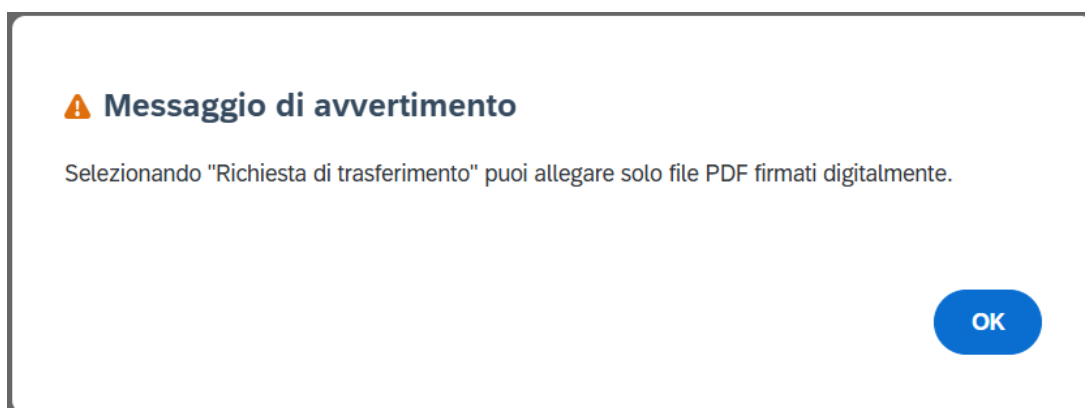 Messaggio di avvertimento
Selezionando "Richiesta di trasferimento" puoi allegare solo file PDF firmati digitalmente.
OK